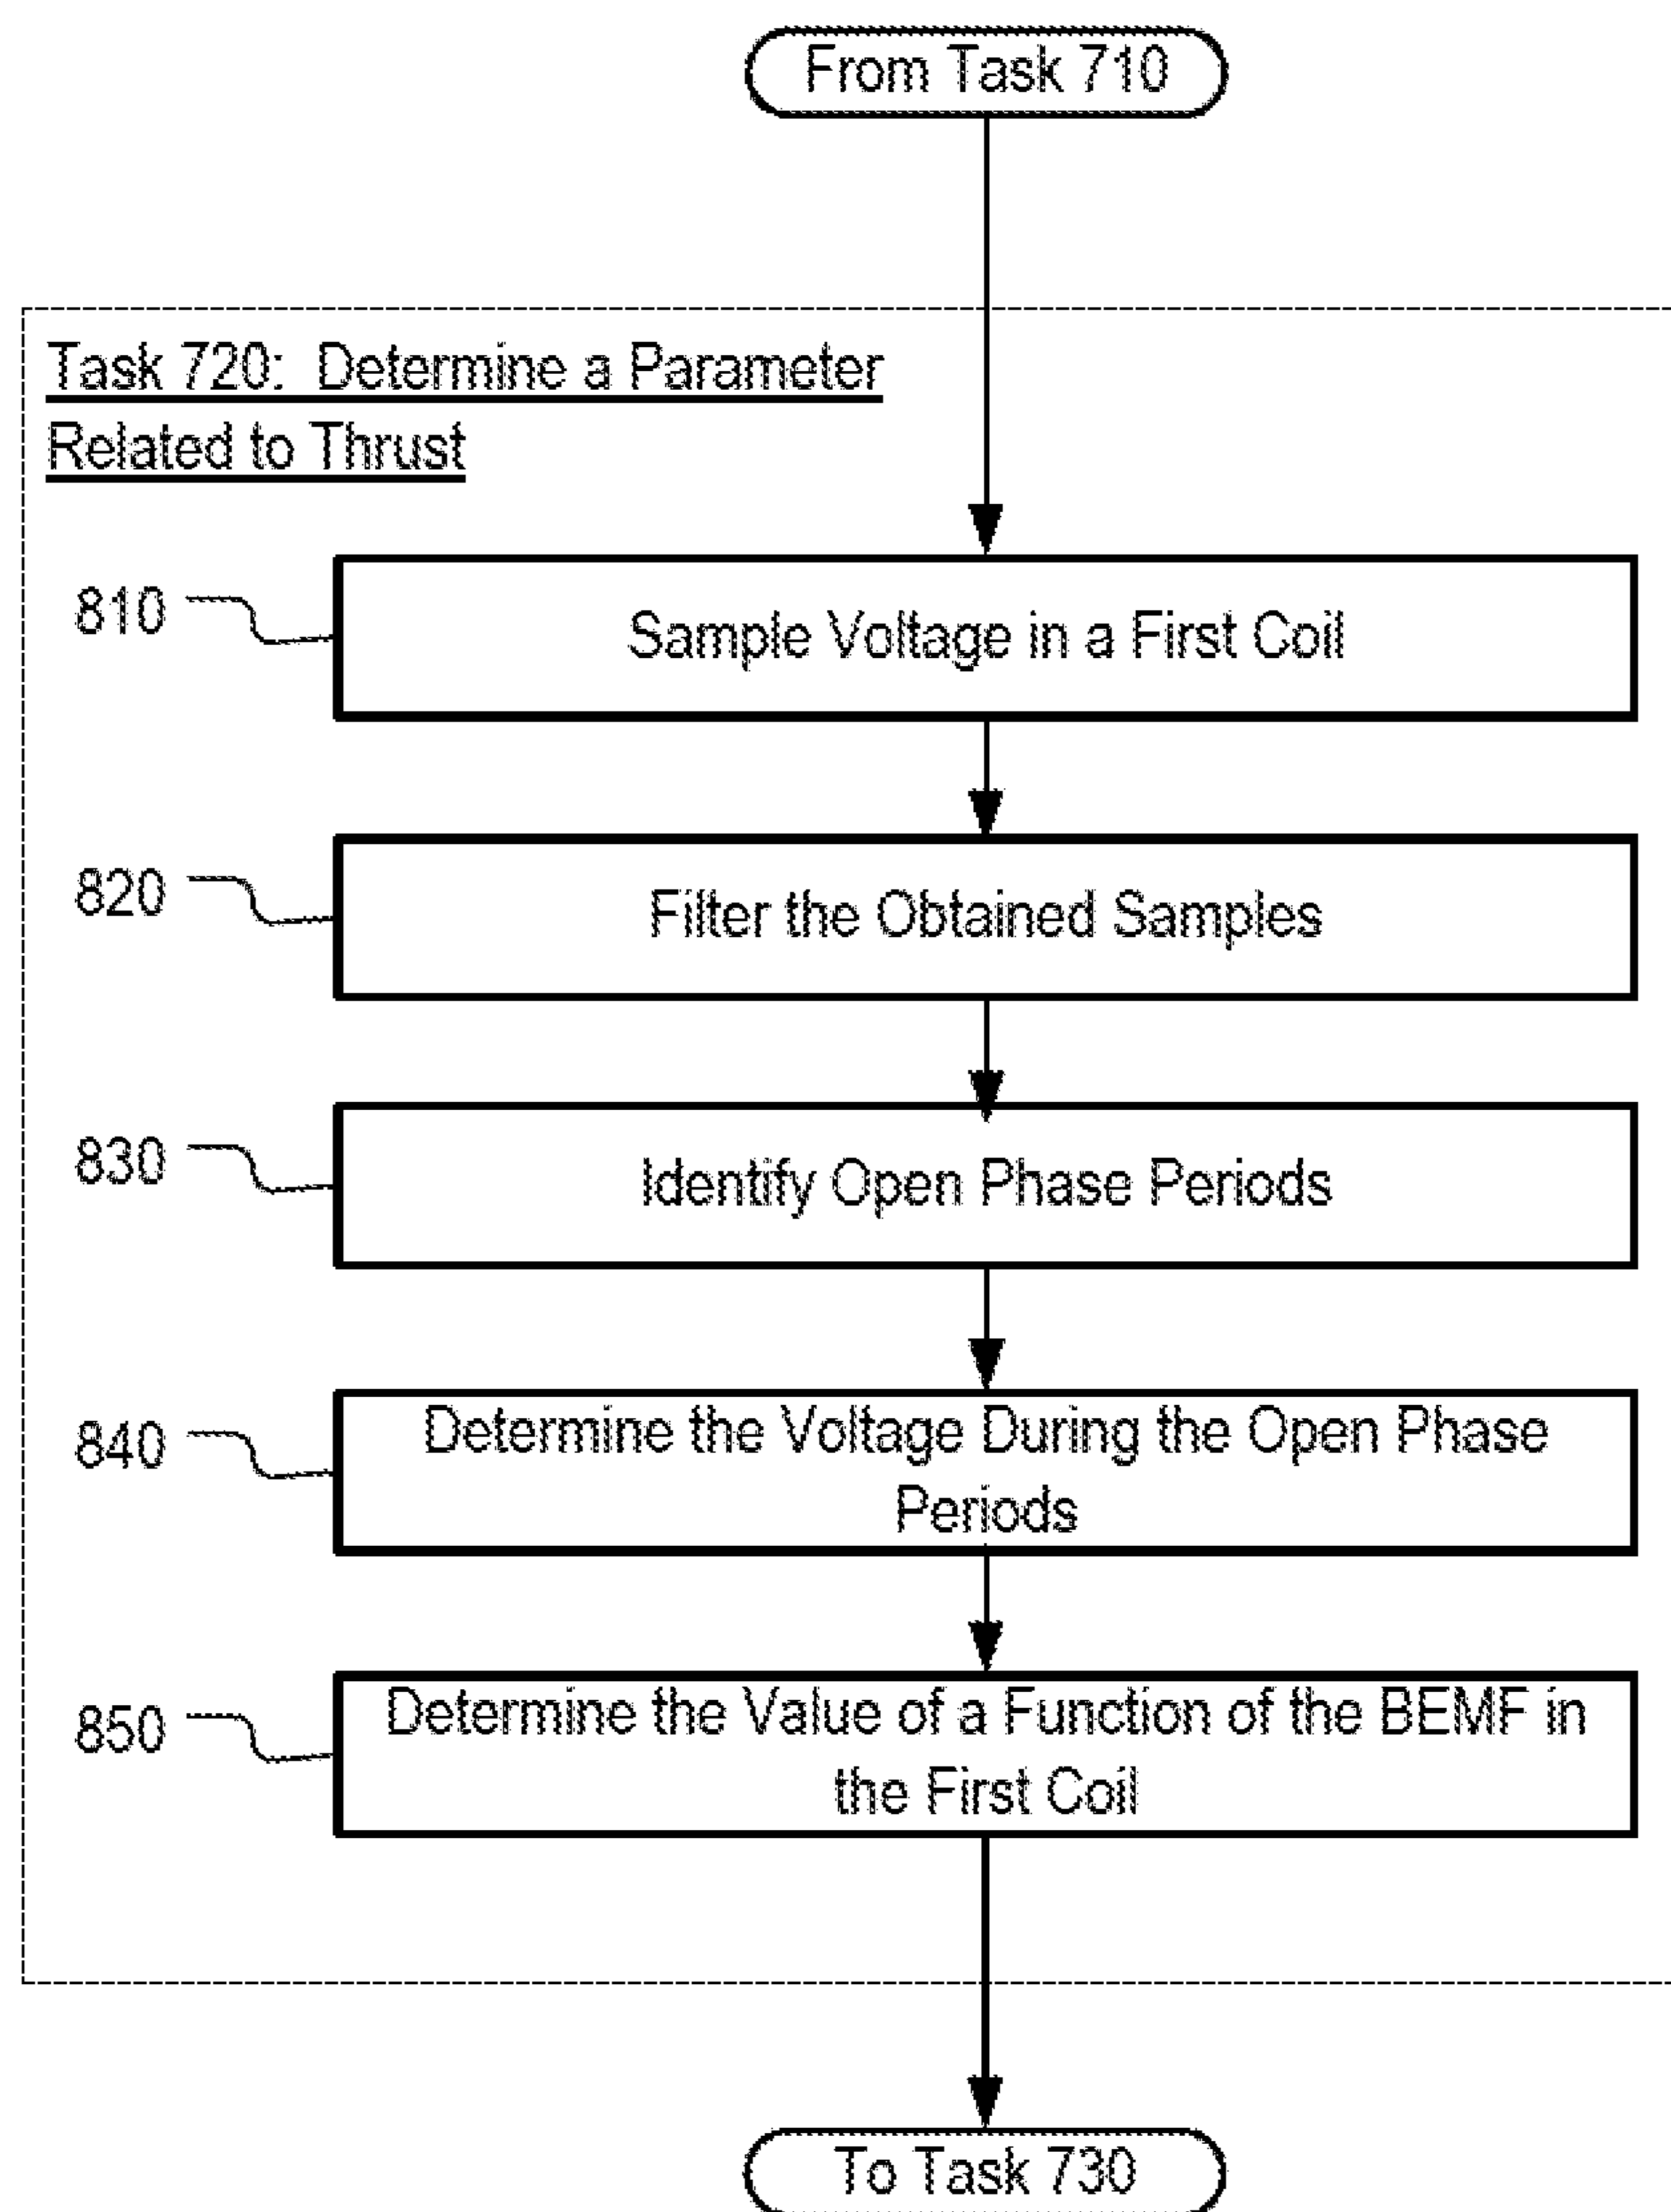 From Task 710
Task 720: Determine a Parameter
Related to Thrust
810
Sample Voltage in a First Coil
820
Filter the Obtained Samples
830
Identify Open Phase Periods
840
Determine the Voltage During the Open Phase
Periods
850
Determine the Value of a Function of the BEMF in
the First Coil
To Task 730